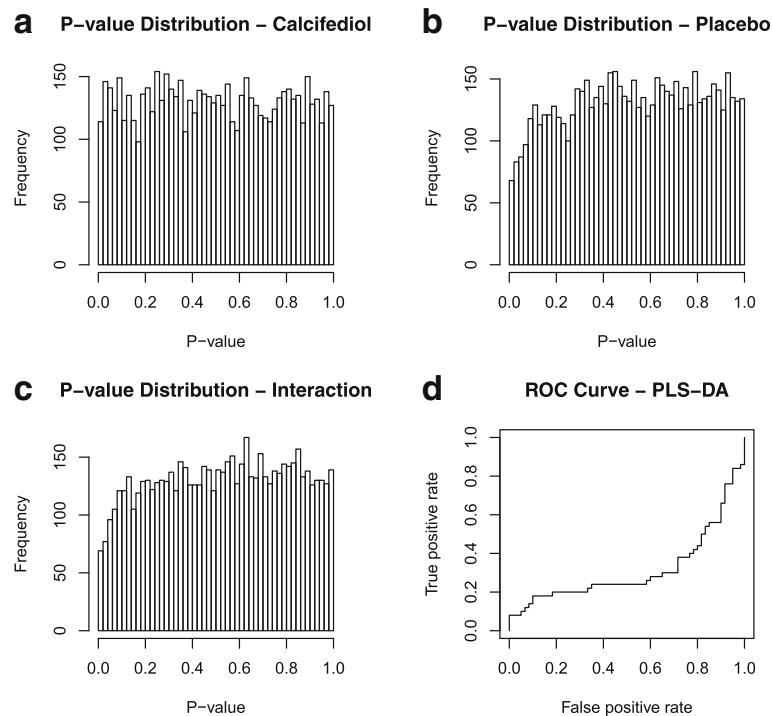 a P−value Distribution − Calcifediol
Frequency
0 50 100 150
0.0 0.2 0.4 0.6 0.8 1.0
P−value
b P−value Distribution − Placebo
Frequency
0 50 100 150
0.0 0.2 0.4 0.6 0.8 1.0
P−value
c P−value Distribution − Interaction
Frequency
0 50 100 150
0.0 0.2 0.4 0.6 0.8 1.0
P−value
d ROC Curve − PLS−DA
True positive rate
0.0 0.2 0.4 0.6 0.8 1.0
0.0 0.2 0.4 0.6 0.8 1.0
False positive rate